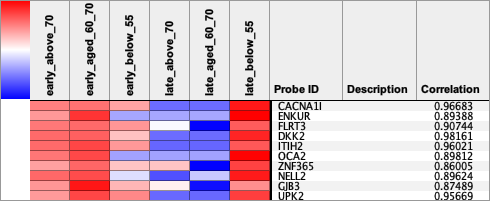 early_above_70
early_aged_60_70
early_below_55
late_above_70
late_aged_60_70
late_below_55
Probe ID Description Correlation
CACNA1I 0.96683
ENKUR 0.89388
FLRT3 0.90744
DKK2 0.98161
ITIH2 0.96021
OCA2 0.89812
ZNF365 0.86005
NELL2 0.89624
GJB3 0.87489
UPK2 0.95669